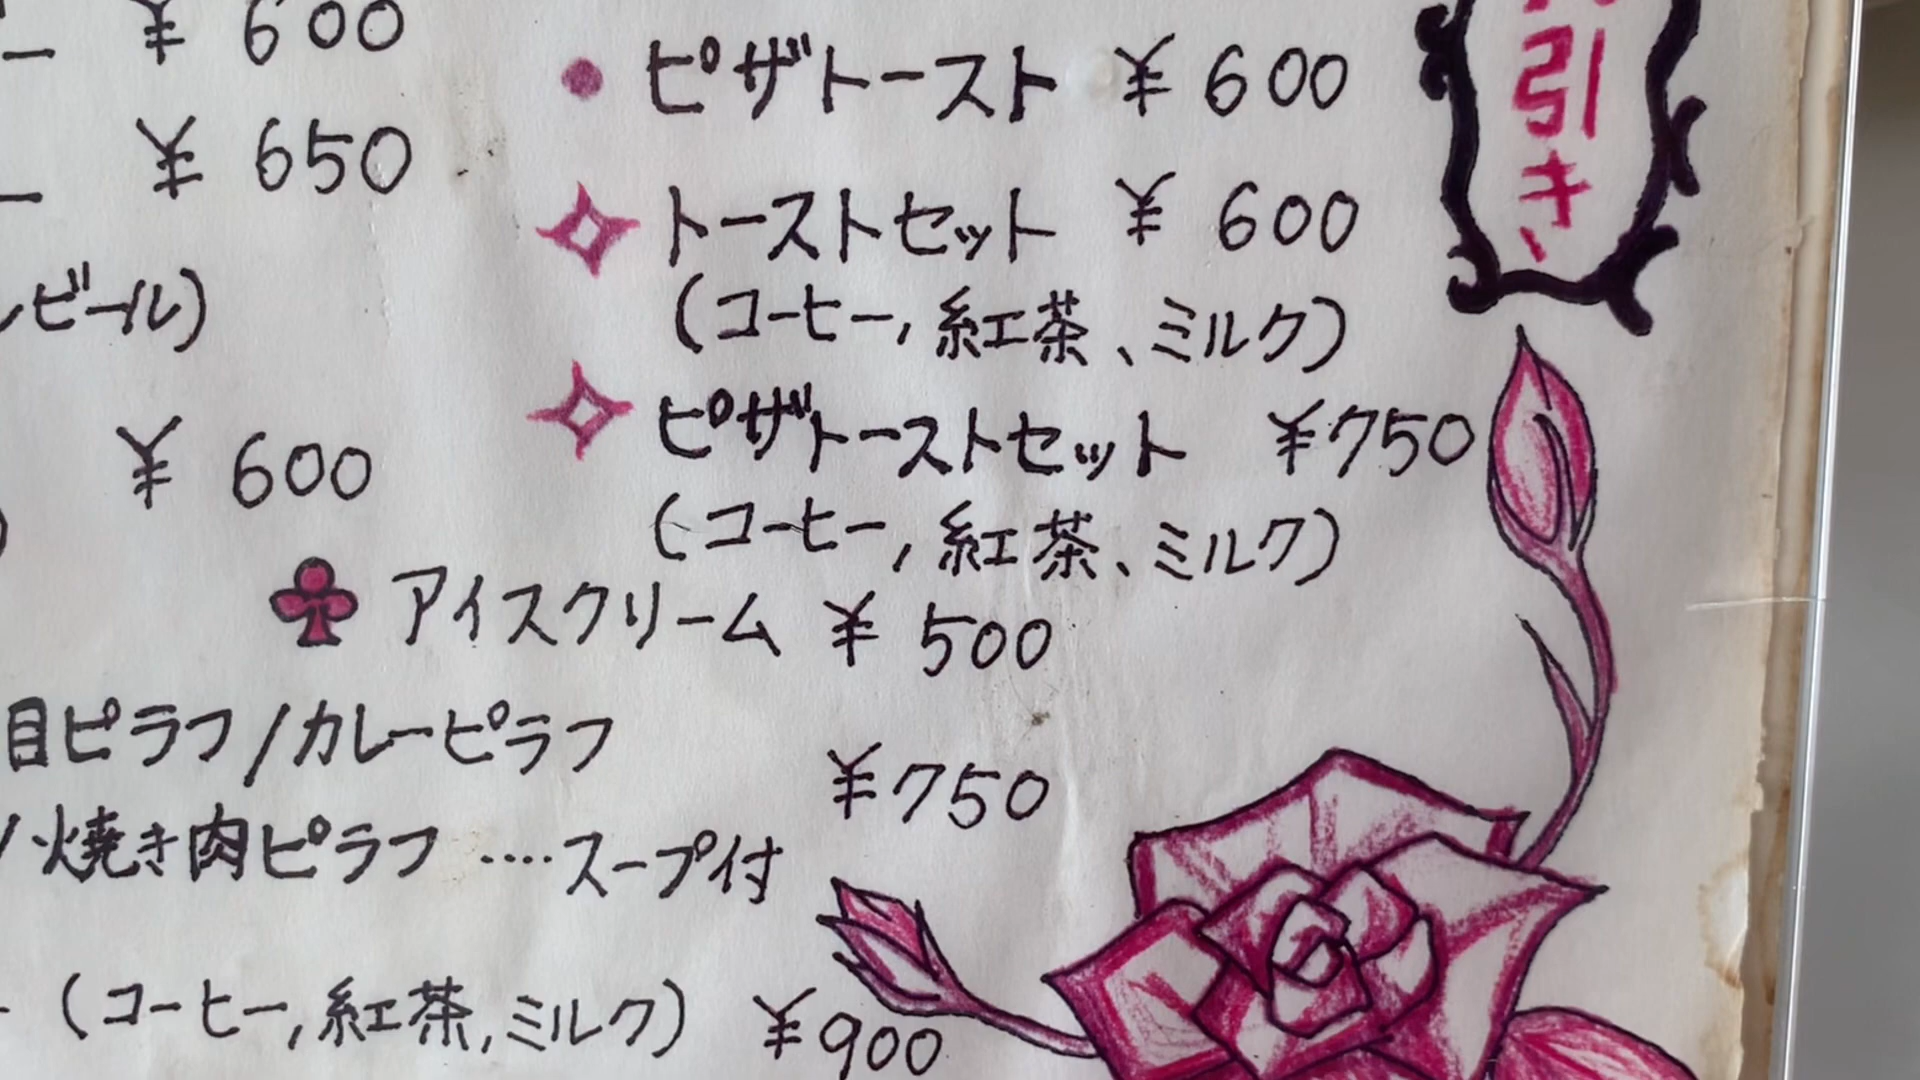 ー ¥600
● ピザトースト ¥600
ー ¥650
トーストセット ¥600
(コーヒー, 紅茶、ミルク)
ビール)
ピザトーストセット ¥750
(コーヒー, 紅茶、ミルク)
¥600
アイスクリーム ¥500
目ピラフ/カレーピラフ
¥750
/焼き肉ピラフ ‥‥スープ付
(コーヒー, 紅茶, ミルク) ¥900
引き